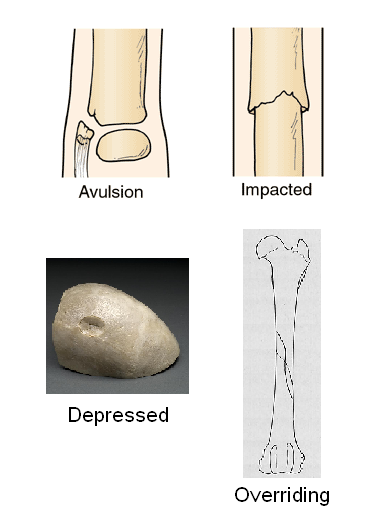 Avulsion
Impacted
Depressed
Overriding